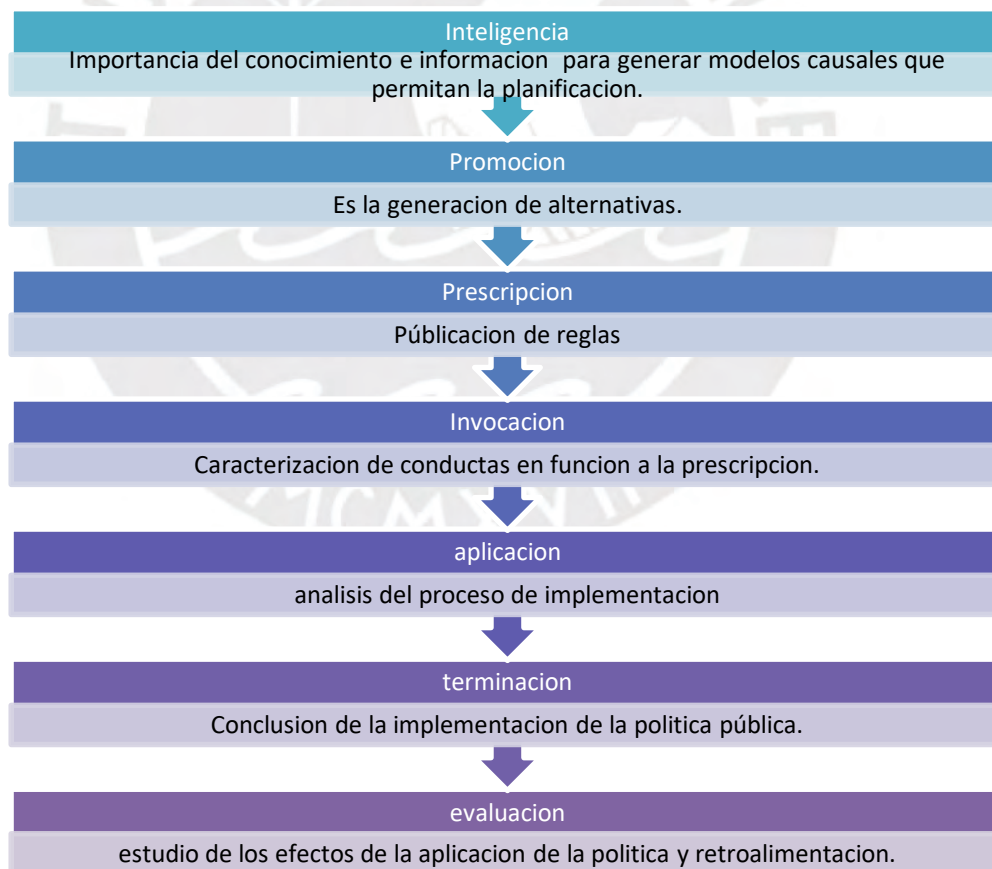 Inteligencia
Importancia del conocimiento e informacion  para generar modelos causales que
permitan la planificacion.
Promocion
Es la generacion de alternativas.
Prescripcion
Públicacion de reglas
Invocacion
Caracterizacion de conductas en funcion a la prescripcion.
MCMXVII
aplicacion
analisis del proceso de implementacion
terminacion
Conclusion de la implementacion de la politica pública.
evaluacion
estudio de los efectos de la aplicacion de la politica y retroalimentacion.